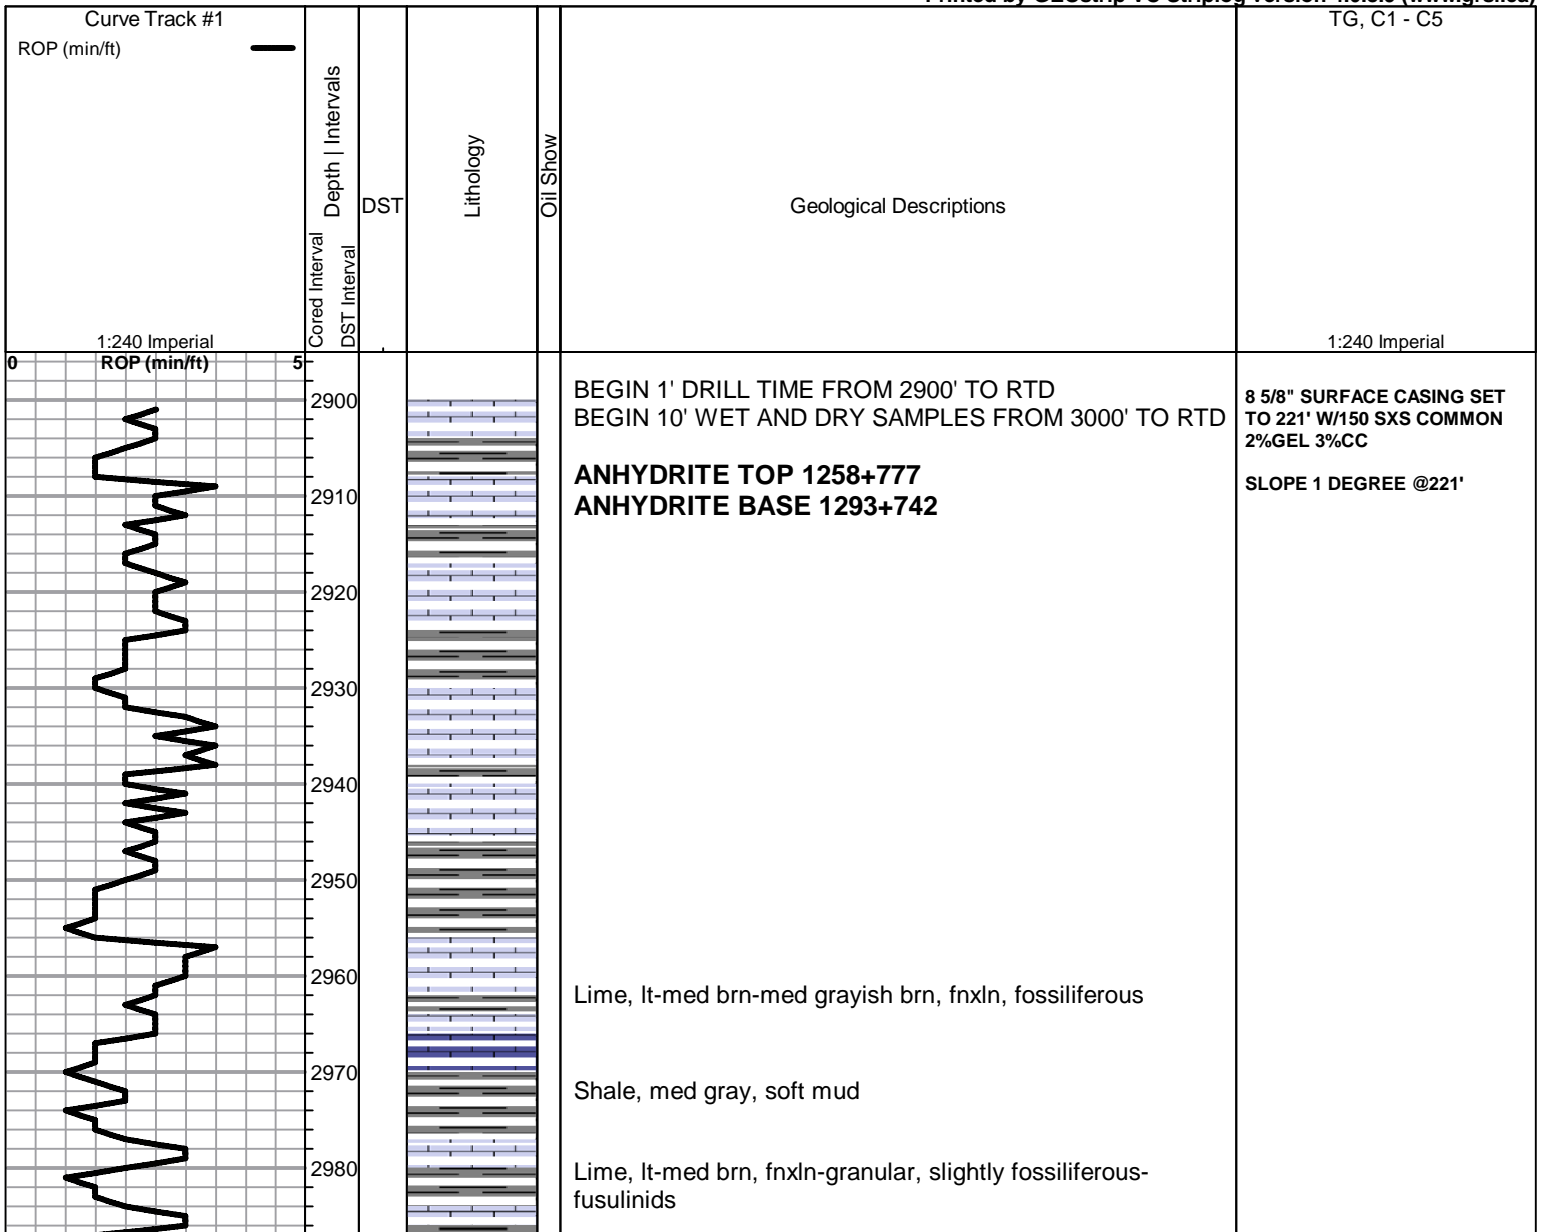 Curve Track #1
ROP (min/ft)
1:240 Imperial
Depth | Intervals
Cored Interval
DST Interval
DST
Lithology
Oil Show
Geological Descriptions
TG, C1 - C5
1:240 Imperial
0 ROP (min/ft) 5
2900
2910
2920
2930
2940
2950
2960
2970
2980
BEGIN 1' DRILL TIME FROM 2900' TO RTD
BEGIN 10' WET AND DRY SAMPLES FROM 3000' TO RTD
ANHYDRITE TOP 1258+777
ANHYDRITE BASE 1293+742
Lime, lt-med brn-med grayish brn, fnxln, fossiliferous
Shale, med gray, soft mud
Lime, lt-med brn, fnxln-granular, slightly fossiliferous-
fusulinids
8 5/8" SURFACE CASING SET
TO 221' W/150 SXS COMMON
2%GEL 3%CC
SLOPE 1 DEGREE @221'